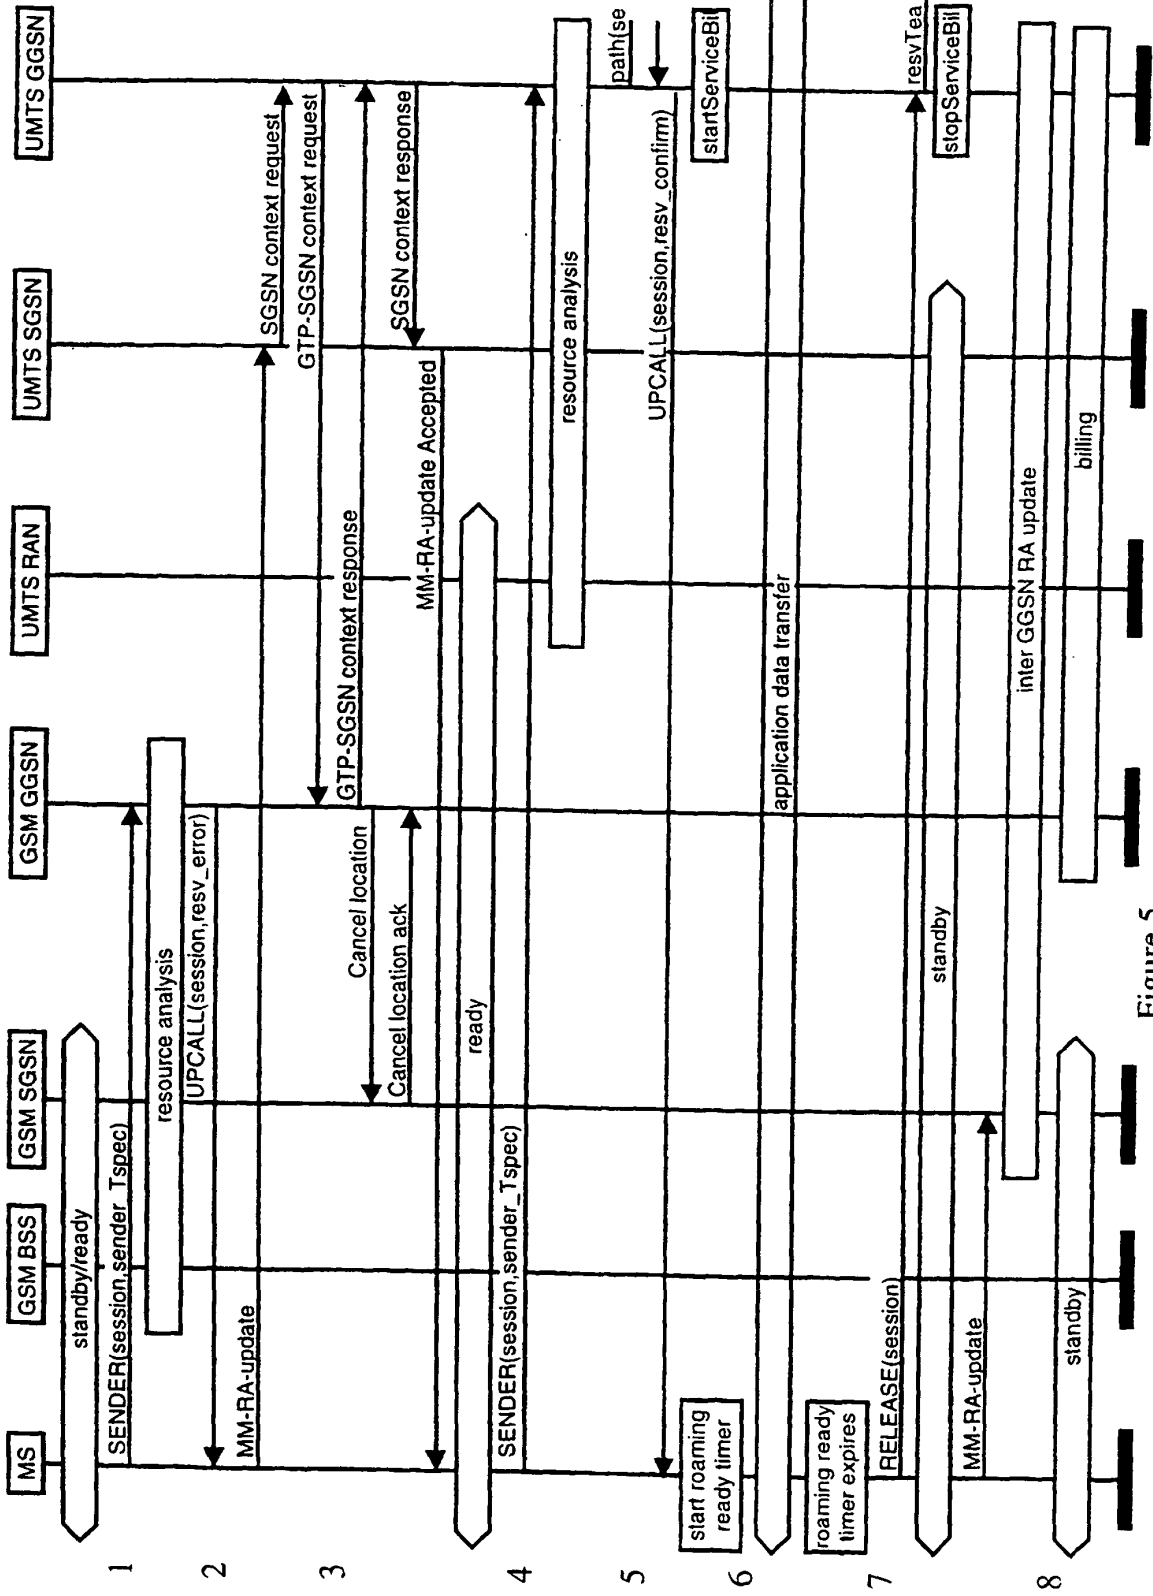 MS
GSM BSS
GSM SGSN
GSM GGSN
UMTS RAN
UMTS SGSN
UMTS GGSN
standby/ready
1
SENDER(session,sender_Tspec)
resource analysis
2
UPCALL(session,resv_error)
MM-RA-update
SGSN context request
3
GTP-SGSN context request
GTP-SGSN context response
Cancel location
SGSN context response
Cancel location ack
MM-RA-update Accepted
ready
4
SENDER(session,sender_Tspec)
resource analysis
5
path(se
UPCALL(session,resv_confirm)
start roaming
ready timer
startServiceBil
6
application data transfer
roaming ready
timer expires
7
RELEASE(session)
resvTea
standby
stopServiceBil
MM-RA-update
inter GGSN RA update
8
standby
billing
Figure 5